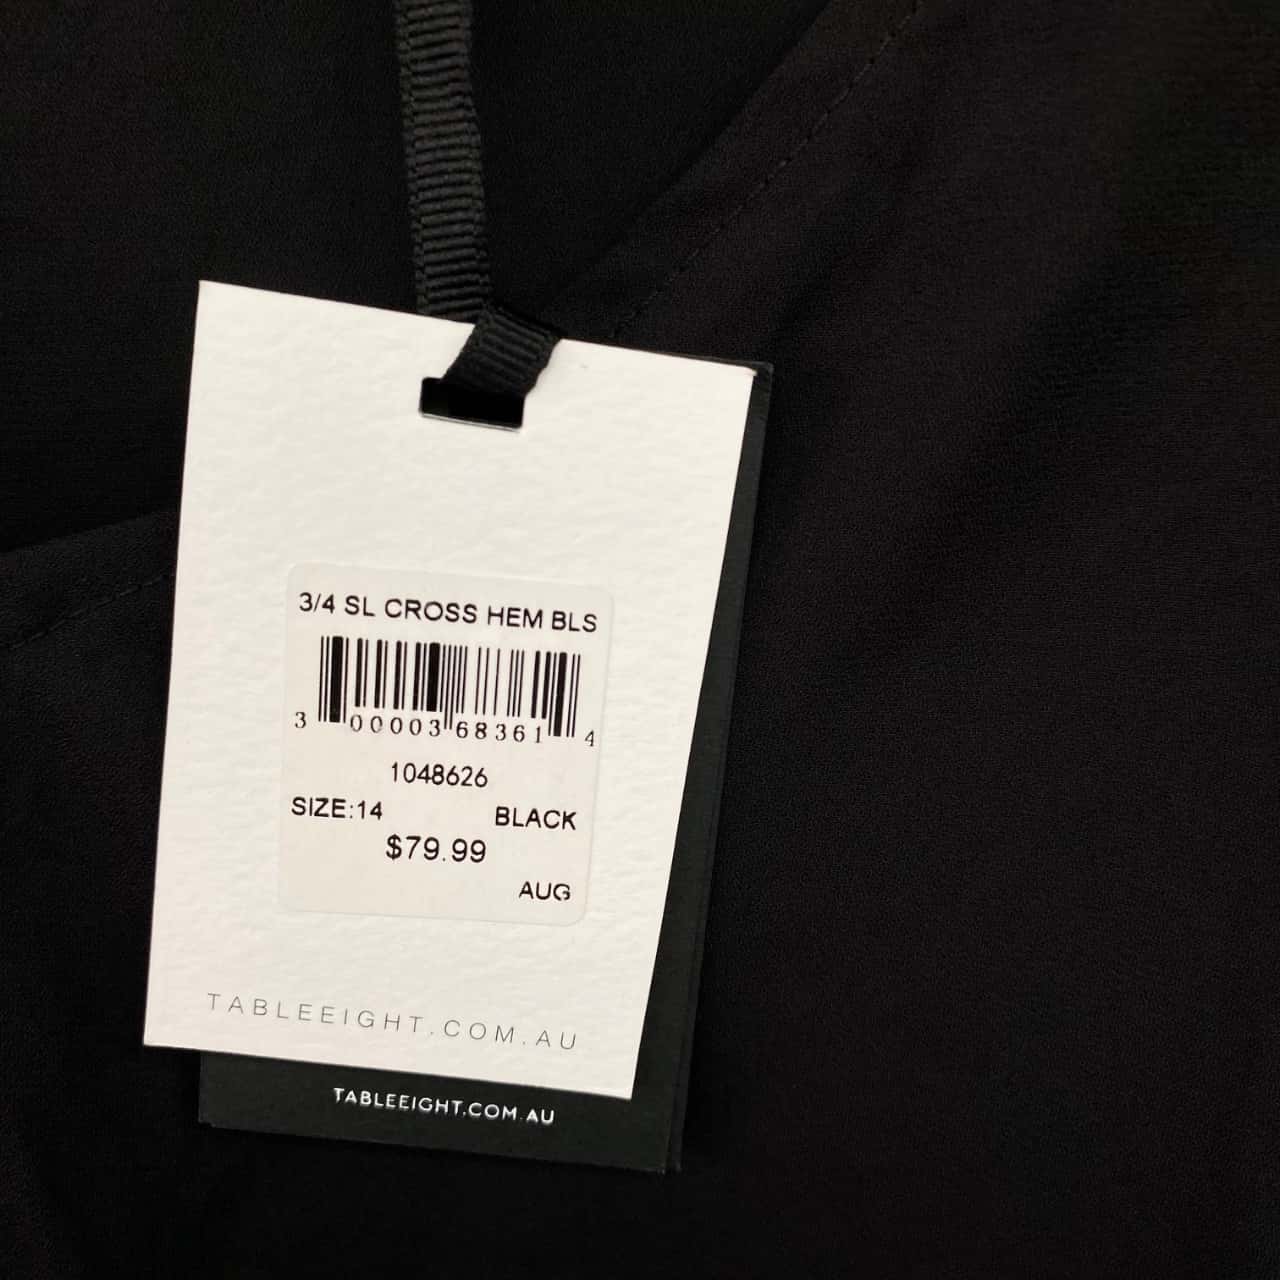 3/4 SL CROSS HEM BLS
3 00003 68361 4
1048626
SIZE:14 BLACK
$79.99
AUG
TABLEEIGHT.COM.AU
TABLEEIGHT.COM.AU